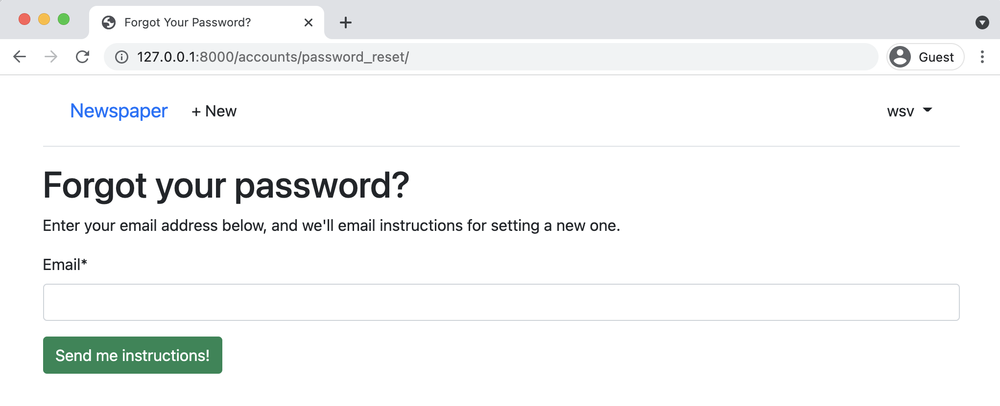 Forgot Your Password?
127.0.0.1:8000/accounts/password_reset/
Guest
Newspaper + New wsv
Forgot your password?
Enter your email address below, and we'll email instructions for setting a new one.
Email*
Send me instructions!